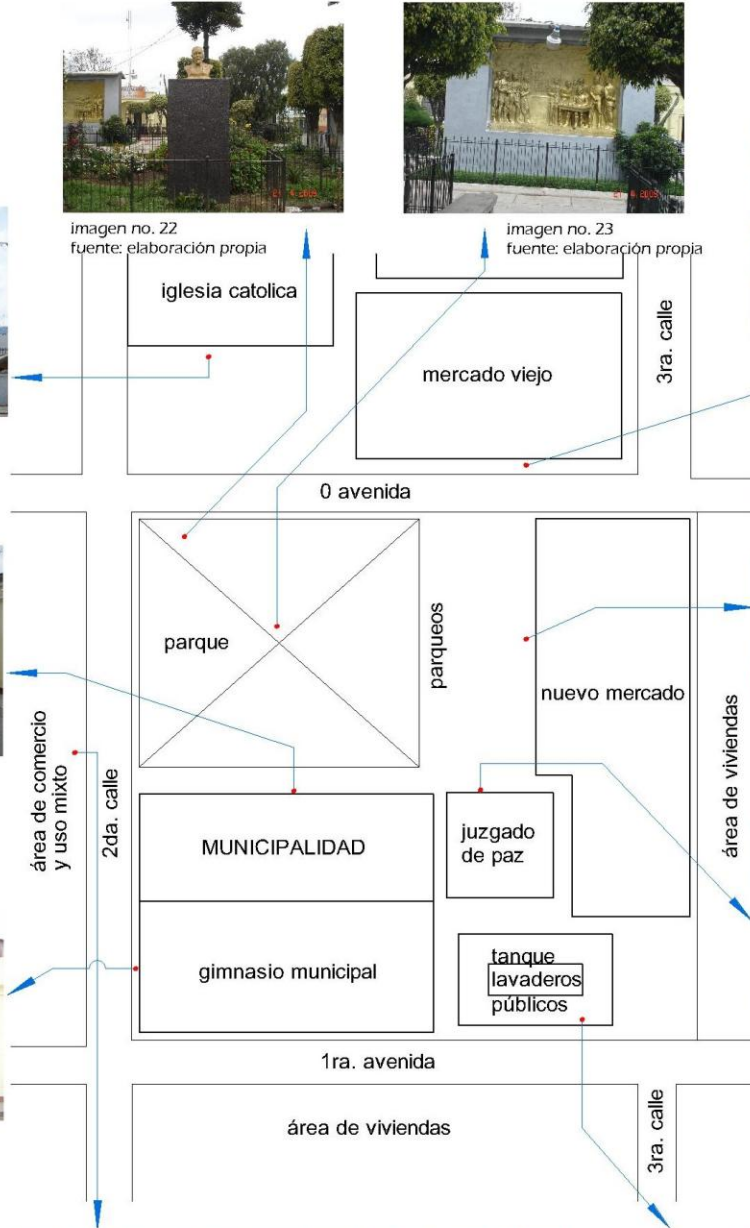 imagen no. 22
fuente: elaboración propia
imagen no. 23
fuente: elaboración propia
iglesia catolica
mercado viejo
3ra. calle
0 avenida
parque
parqueos
nuevo mercado
área de viviendas
área de comercio
y uso mixto
2da. calle
MUNICIPALIDAD
juzgado
de paz
gimnasio municipal
tanque
lavaderos
públicos
1ra. avenida
área de viviendas
3ra. calle